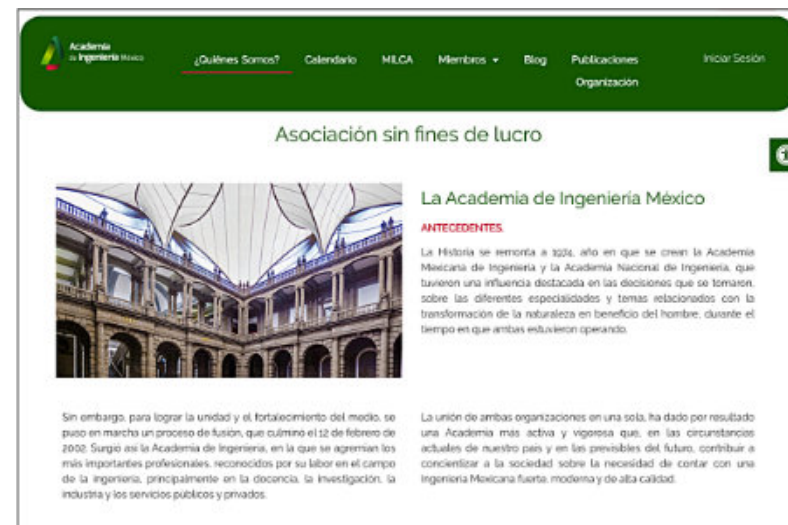 Academia
de Ingeniería México
¿Quiénes Somos?
Calendario
MILCA
Miembros
Blog
Publicaciones
Organización
Iniciar Sesión
Asociación sin fines de lucro
La Academia de Ingeniería México
ANTECEDENTES.
La Historia se remonta a 1974, año en que se crean la Academia
Mexicana de Ingeniería y la Academia Nacional de Ingeniería, que
tuvieron una influencia destacada en las decisiones que se tomaron,
sobre las diferentes especialidades y temas relacionados con la
transformación de la naturaleza en beneficio del hombre, durante el
tiempo en que ambas estuvieron operando.
Sin embargo, para lograr la unidad y el fortalecimiento del medio, se
puso en marcha un proceso de fusión, que culmino el 12 de febrero de
2002. Surgió así la Academia de Ingeniería, en la que se agremian los
más importantes profesionales, reconocidos por su labor en el campo
de la ingeniería, principalmente en la docencia, la investigación, la
industria y los servicios públicos y privados.
La unión de ambas organizaciones en una sola, ha dado por resultado
una Academia más activa y vigorosa que, en las circunstancias
actuales de nuestro país y en las previsibles del futuro, contribuir a
concientizar a la sociedad sobre la necesidad de contar con una
Ingeniería Mexicana fuerte, moderna y de alta calidad.